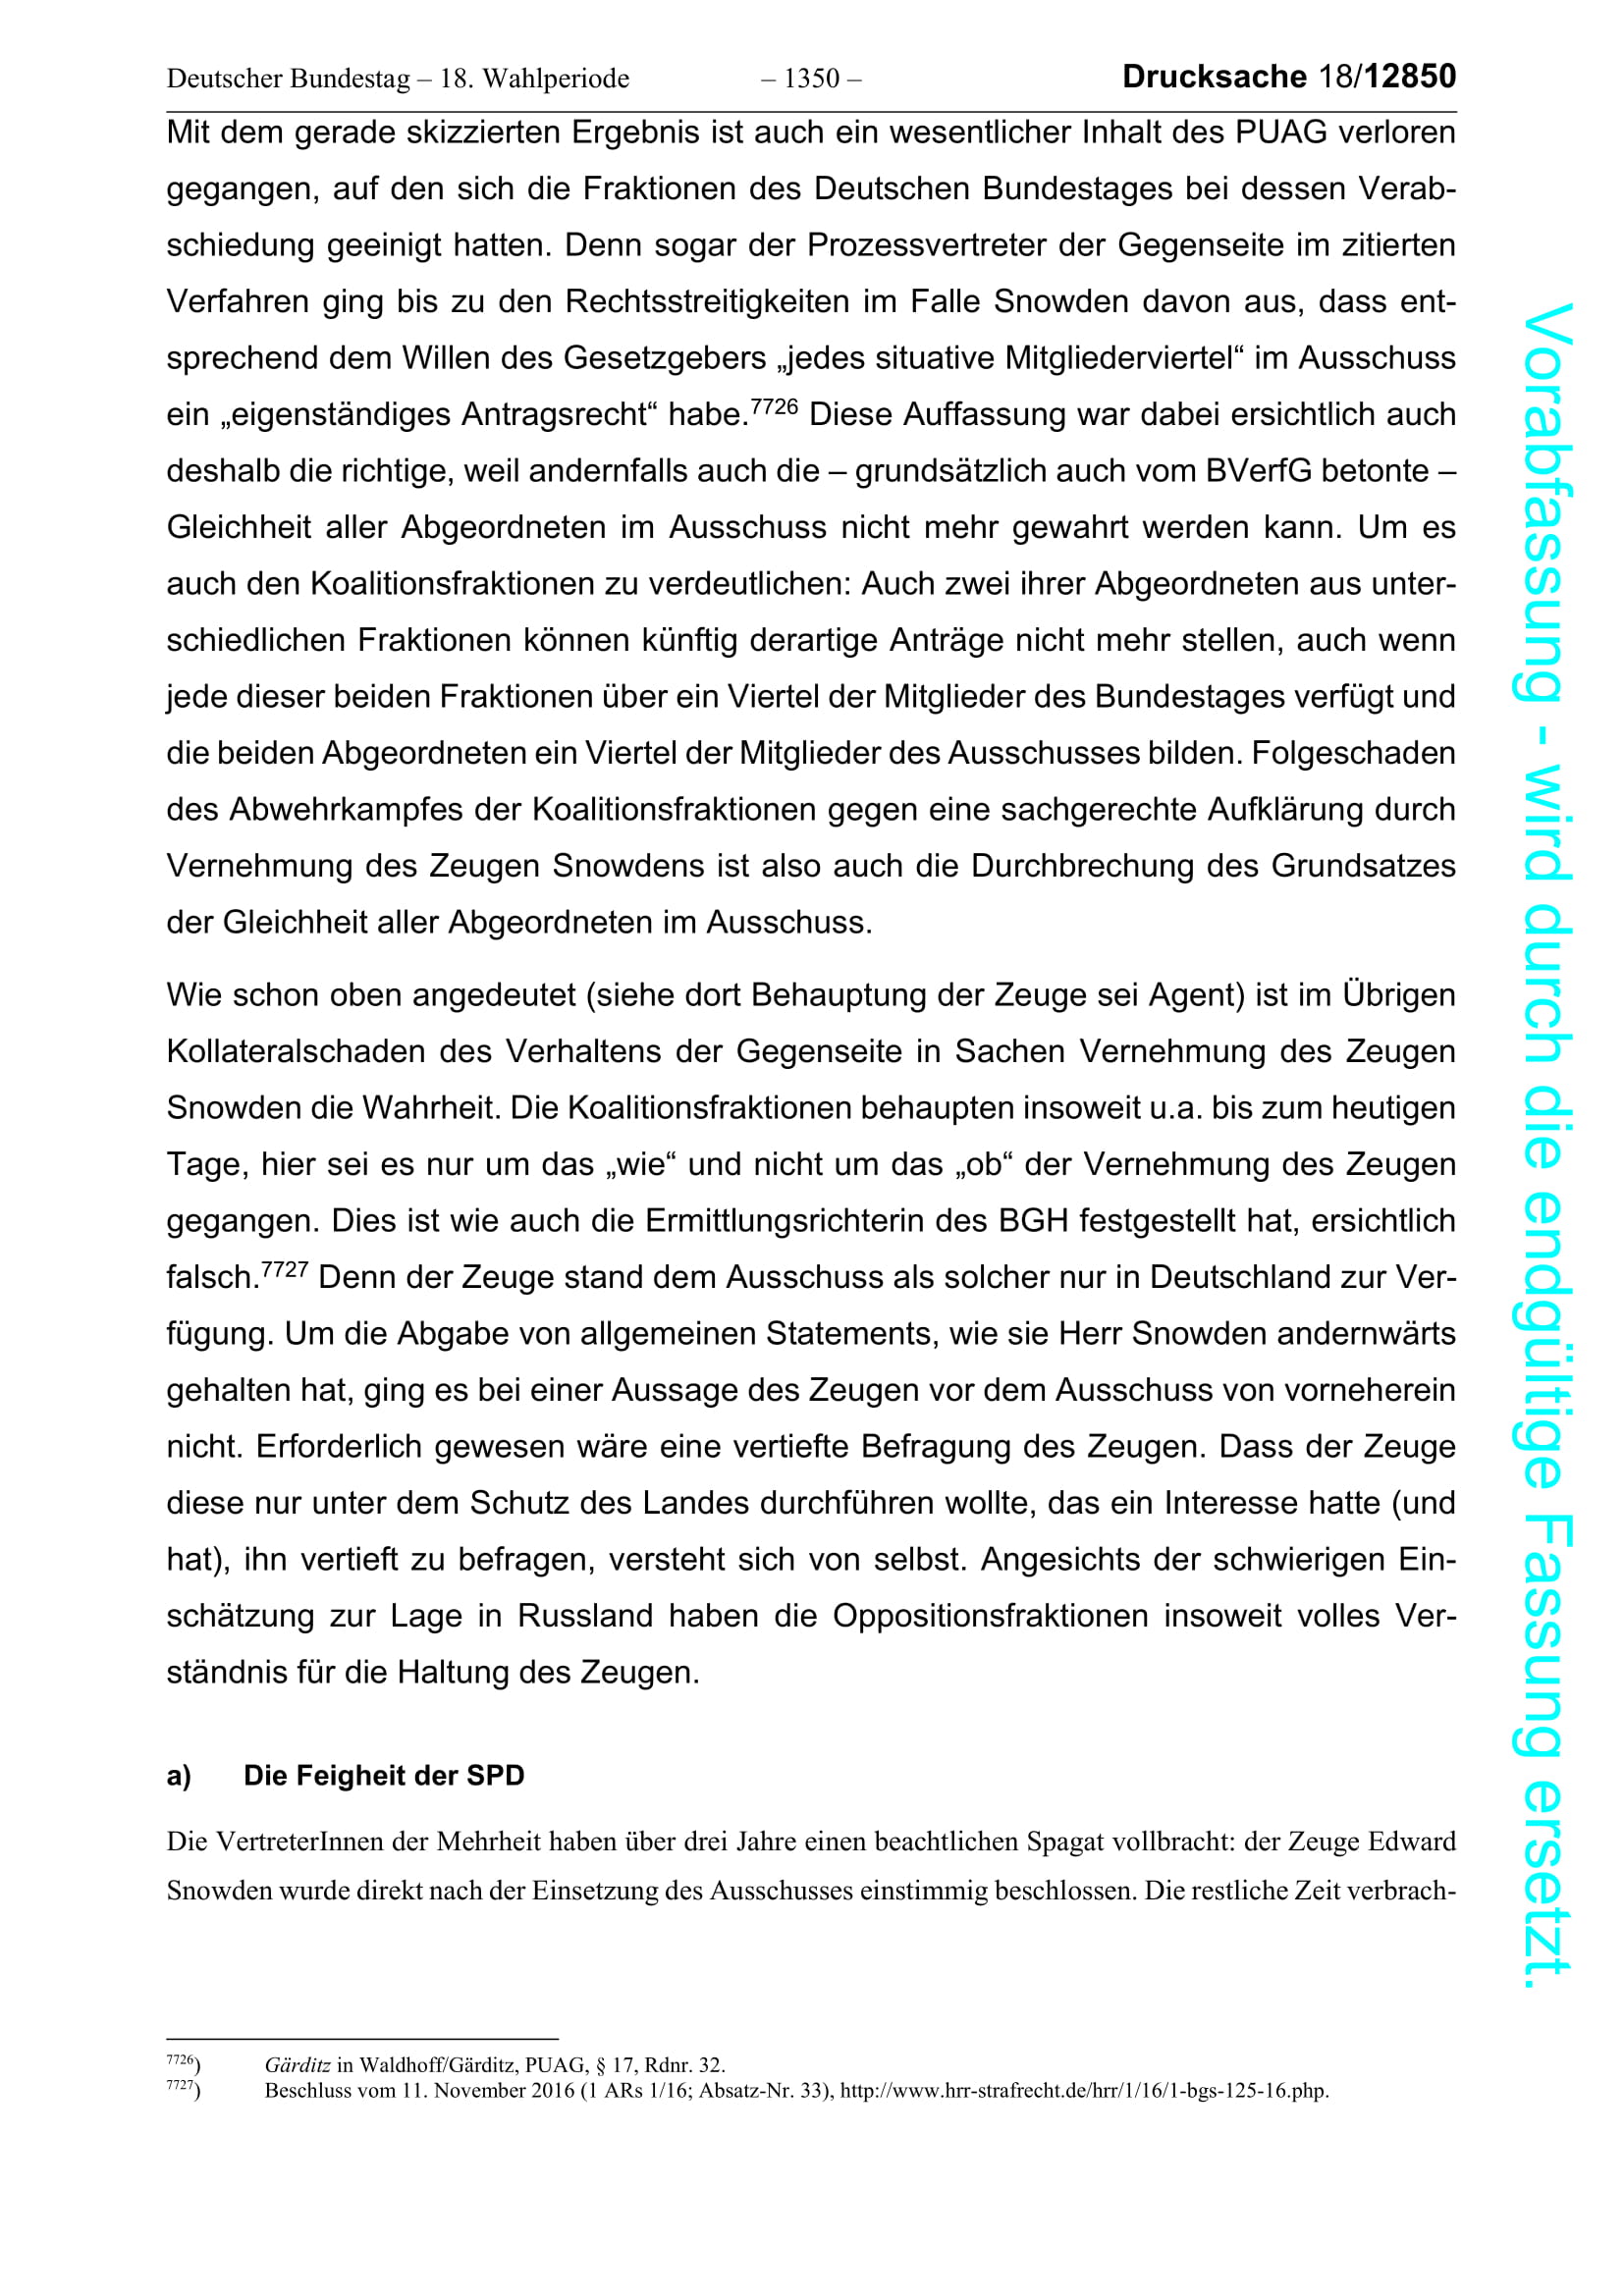 Deutscher Bundestag – 18. Wahlperiode – 1350 – Drucksache 18/12850
Mit dem gerade skizzierten Ergebnis ist auch ein wesentlicher Inhalt des PUAG verloren
gegangen, auf den sich die Fraktionen des Deutschen Bundestages bei dessen Verab-
schiedung geeinigt hatten. Denn sogar der Prozessvertreter der Gegenseite im zitierten
Verfahren ging bis zu den Rechtsstreitigkeiten im Falle Snowden davon aus, dass ent-
sprechend dem Willen des Gesetzgebers „jedes situative Mitgliederviertel“ im Ausschuss
ein „eigenständiges Antragsrecht“ habe.7726 Diese Auffassung war dabei ersichtlich auch
deshalb die richtige, weil andernfalls auch die – grundsätzlich auch vom BVerfG betonte –
Gleichheit aller Abgeordneten im Ausschuss nicht mehr gewahrt werden kann. Um es
auch den Koalitionsfraktionen zu verdeutlichen: Auch zwei ihrer Abgeordneten aus unter-
schiedlichen Fraktionen können künftig derartige Anträge nicht mehr stellen, auch wenn
jede dieser beiden Fraktionen über ein Viertel der Mitglieder des Bundestages verfügt und
die beiden Abgeordneten ein Viertel der Mitglieder des Ausschusses bilden. Folgeschaden
des Abwehrkampfes der Koalitionsfraktionen gegen eine sachgerechte Aufklärung durch
Vernehmung des Zeugen Snowdens ist also auch die Durchbrechung des Grundsatzes
der Gleichheit aller Abgeordneten im Ausschuss.
Wie schon oben angedeutet (siehe dort Behauptung der Zeuge sei Agent) ist im Übrigen
Kollateralschaden des Verhaltens der Gegenseite in Sachen Vernehmung des Zeugen
Snowden die Wahrheit. Die Koalitionsfraktionen behaupten insoweit u.a. bis zum heutigen
Tage, hier sei es nur um das „wie“ und nicht um das „ob“ der Vernehmung des Zeugen
gegangen. Dies ist wie auch die Ermittlungsrichterin des BGH festgestellt hat, ersichtlich
falsch.7727 Denn der Zeuge stand dem Ausschuss als solcher nur in Deutschland zur Ver-
fügung. Um die Abgabe von allgemeinen Statements, wie sie Herr Snowden andernwärts
gehalten hat, ging es bei einer Aussage des Zeugen vor dem Ausschuss von vorneherein
nicht. Erforderlich gewesen wäre eine vertiefte Befragung des Zeugen. Dass der Zeuge
diese nur unter dem Schutz des Landes durchführen wollte, das ein Interesse hatte (und
hat), ihn vertieft zu befragen, versteht sich von selbst. Angesichts der schwierigen Ein-
schätzung zur Lage in Russland haben die Oppositionsfraktionen insoweit volles Ver-
ständnis für die Haltung des Zeugen.
a) Die Feigheit der SPD
Die VertreterInnen der Mehrheit haben über drei Jahre einen beachtlichen Spagat vollbracht: der Zeuge Edward
Snowden wurde direkt nach der Einsetzung des Ausschusses einstimmig beschlossen. Die restliche Zeit verbrach-
7726) Gärditz in Waldhoff/Gärditz, PUAG, § 17, Rdnr. 32.
7727) Beschluss vom 11. November 2016 (1 ARs 1/16; Absatz-Nr. 33), http://www.hrr-strafrecht.de/hrr/1/16/1-bgs-125-16.php.
Vorabfassung - wird durch die endgültige Fassung ersetzt.